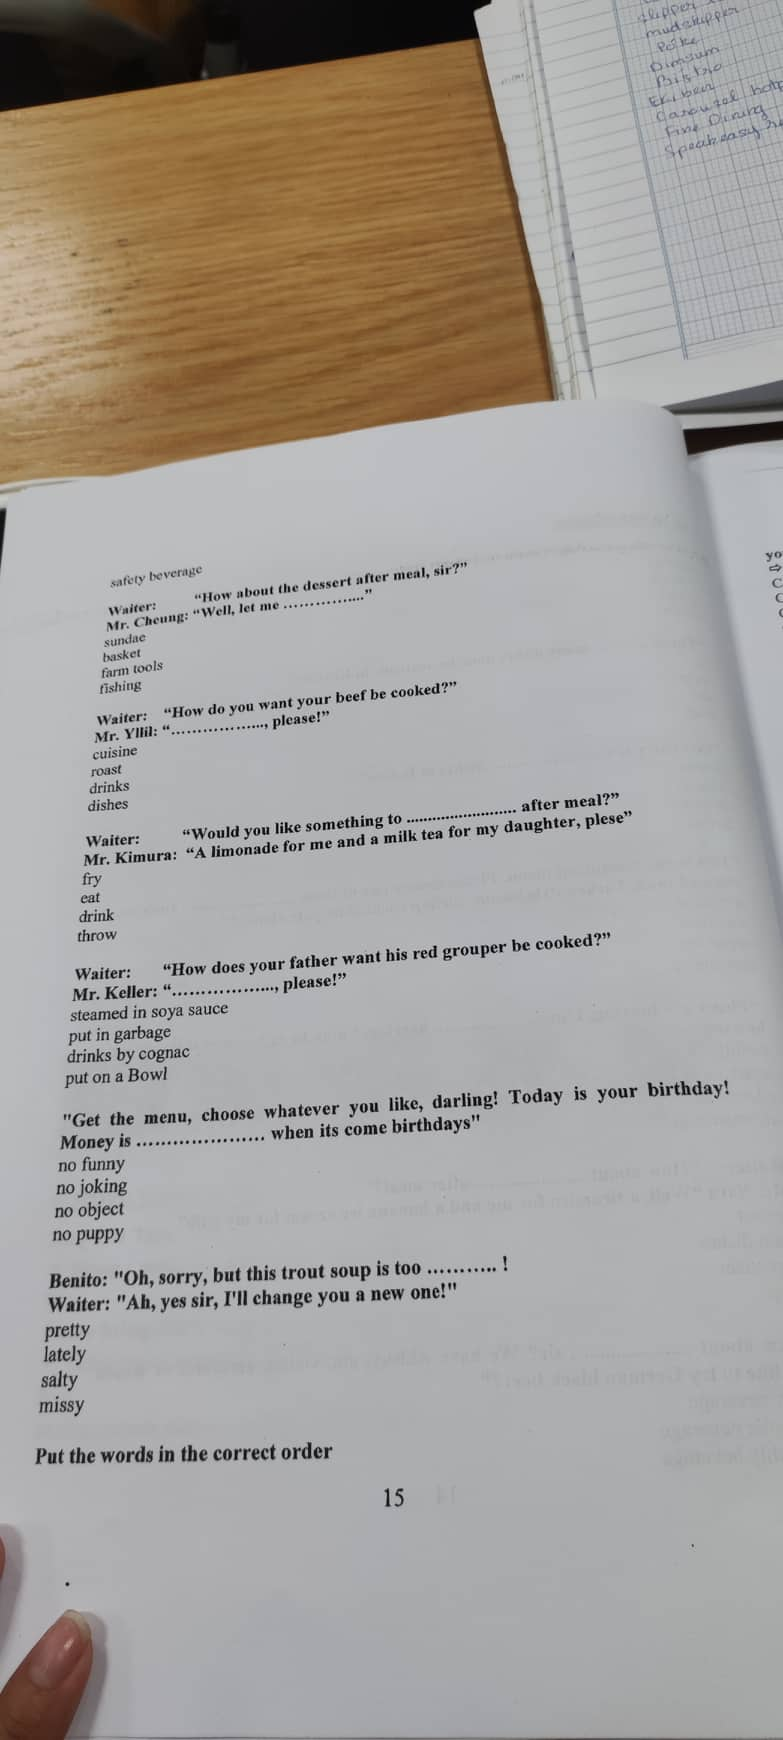 skipper
mudskipper
Poke
Dimsum
Bistro
Ekiben
Carousel
Fine Dining
Speakeasy
yo
⇨
C
safety beverage
Waiter: “How about the dessert after meal, sir?”
Mr. Cheung: “Well, let me ……………...”
sundae
basket
farm tools
fishing
Waiter: “How do you want your beef be cooked?”
Mr. Yllil: “……………..., please!”
cuisine
roast
drinks
dishes
Waiter: “Would you like something to ......................... after meal?”
Mr. Kimura: “A limonade for me and a milk tea for my daughter, plese”
fry
eat
drink
throw
Waiter: “How does your father want his red grouper be cooked?”
Mr. Keller: “……………..., please!”
steamed in soya sauce
put in garbage
drinks by cognac
put on a Bowl
"Get the menu, choose whatever you like, darling! Today is your birthday!
Money is ………………… when its come birthdays"
no funny
no joking
no object
no puppy
Benito: "Oh, sorry, but this trout soup is too ……….. !
Waiter: "Ah, yes sir, I'll change you a new one!"
pretty
lately
salty
missy
Put the words in the correct order
15